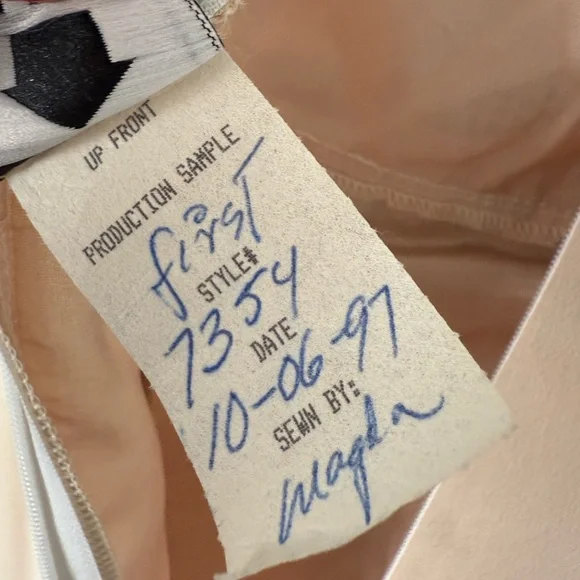 UP FRONT
PRODUCTION SAMPLE
first
STYLE#
7354
DATE
10-06-97
SEWN BY:
Magda